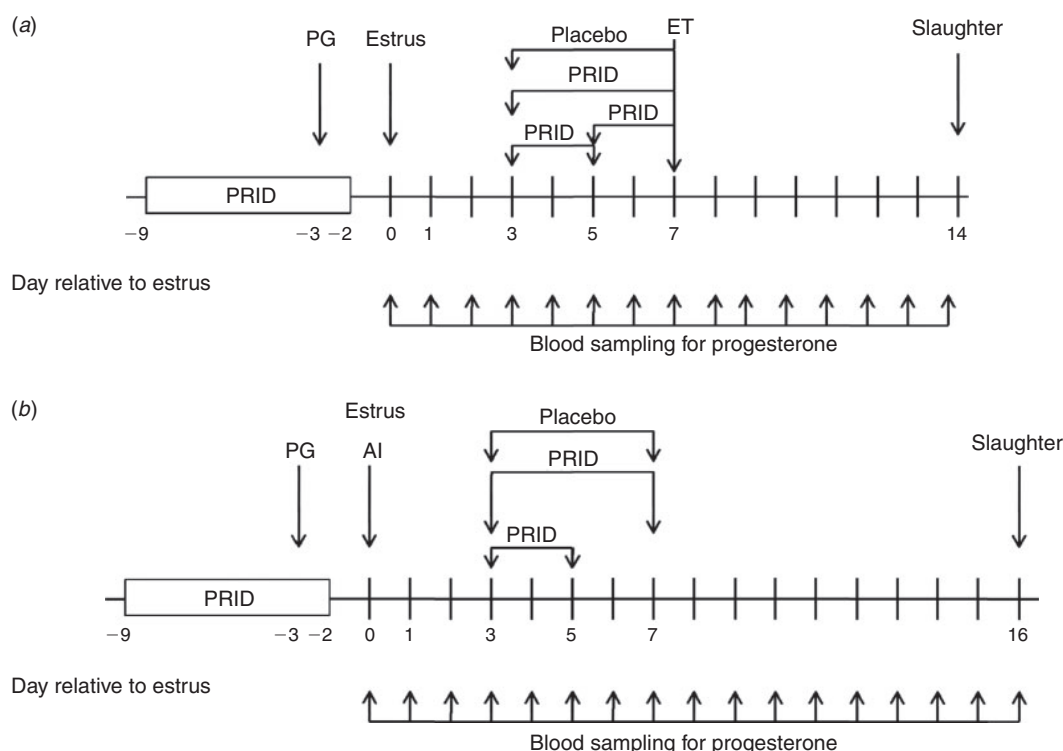 (a)
PG Estrus Placebo ET Slaughter
PRID
PRID
PRID
PRID
−9 −3 −2 0 1 3 5 7 14
Day relative to estrus
Blood sampling for progesterone
(b)
Estrus
PG AI Placebo Slaughter
PRID
PRID
PRID
−9 −3 −2 0 1 3 5 7 16
Day relative to estrus
Blood sampling for progesterone